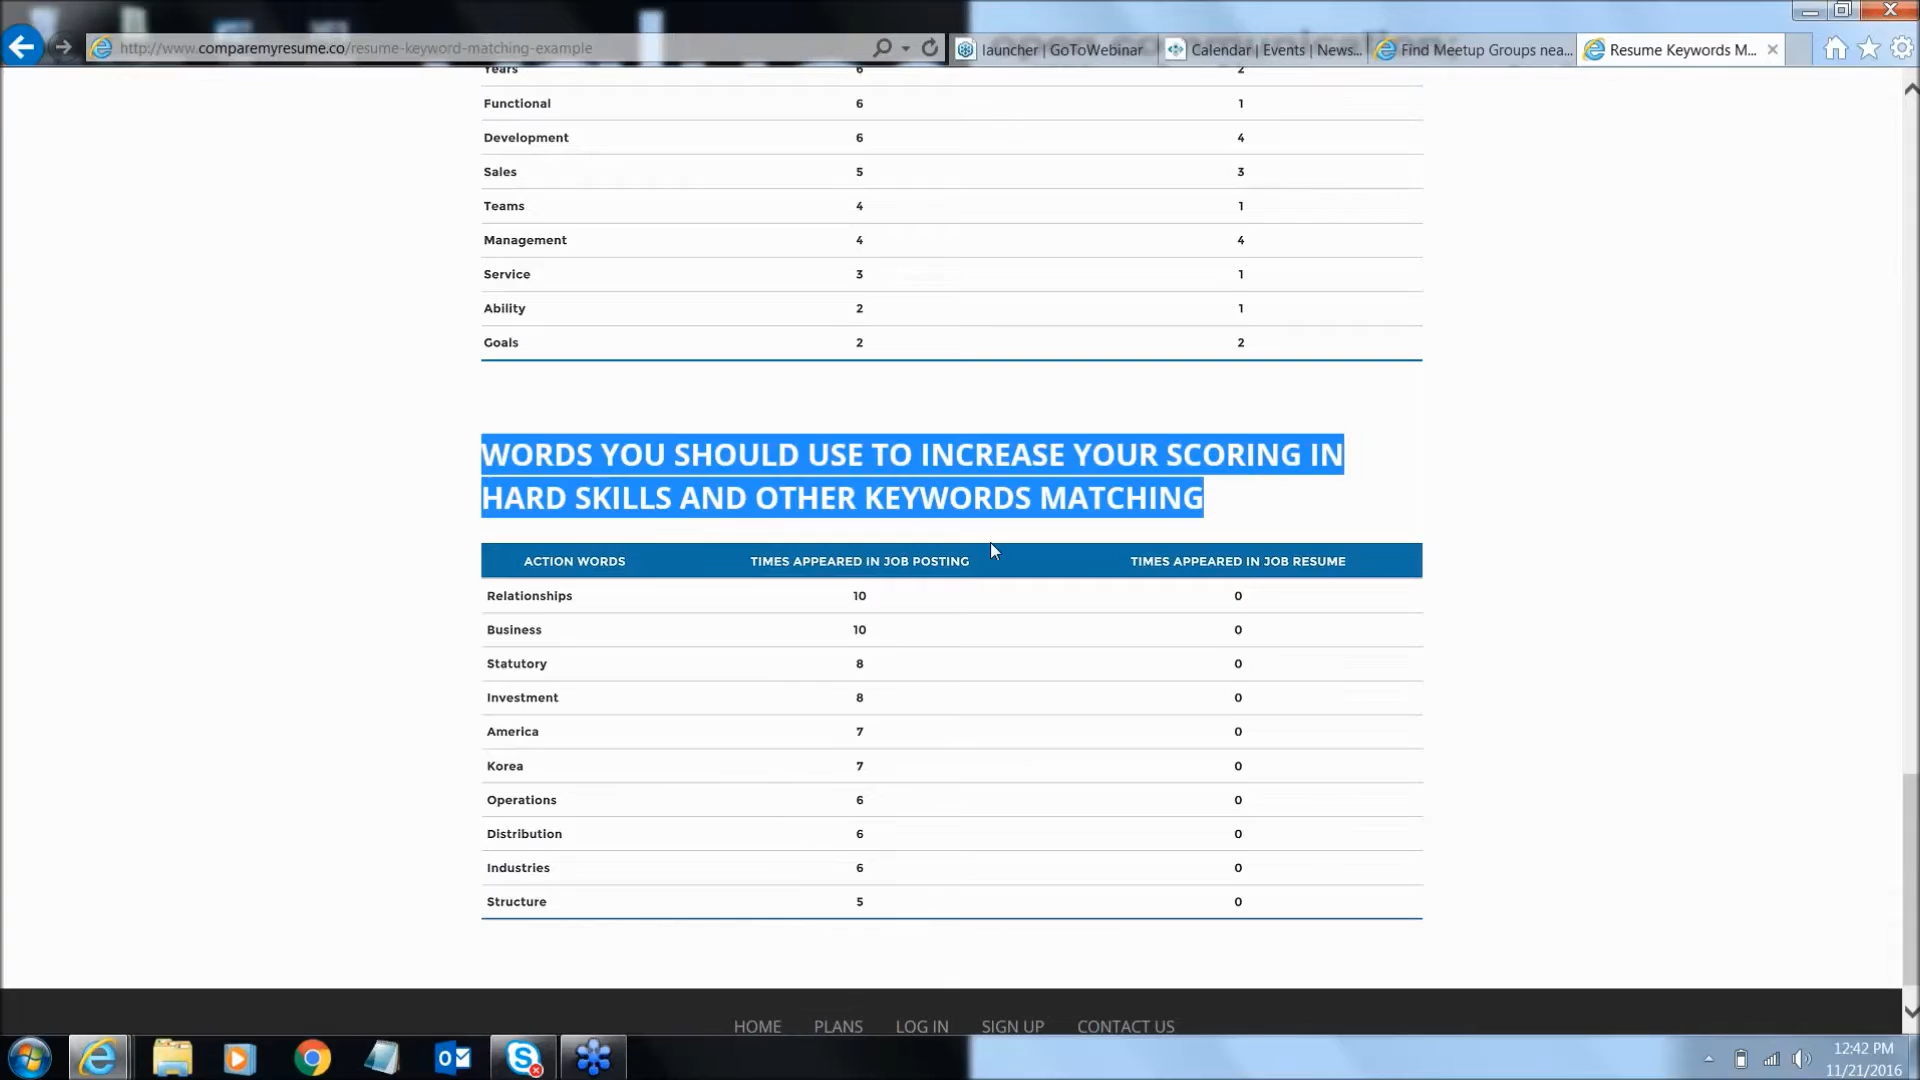 http://www.comparemyresume.co/resume-keyword-matching-example
launcher | GoToWebinar
Calendar | Events | News...
Find Meetup Groups nea...
Resume Keywords M...
Years 6 2
Functional 6 1
Development 6 4
Sales 5 3
Teams 4 1
Management 4 4
Service 3 1
Ability 2 1
Goals 2 2
WORDS YOU SHOULD USE TO INCREASE YOUR SCORING IN
HARD SKILLS AND OTHER KEYWORDS MATCHING
ACTION WORDS TIMES APPEARED IN JOB POSTING TIMES APPEARED IN JOB RESUME
Relationships 10 0
Business 10 0
Statutory 8 0
Investment 8 0
America 7 0
Korea 7 0
Operations 6 0
Distribution 6 0
Industries 6 0
Structure 5 0
HOME PLANS LOG IN SIGN UP CONTACT US
12:42 PM
11/21/2016